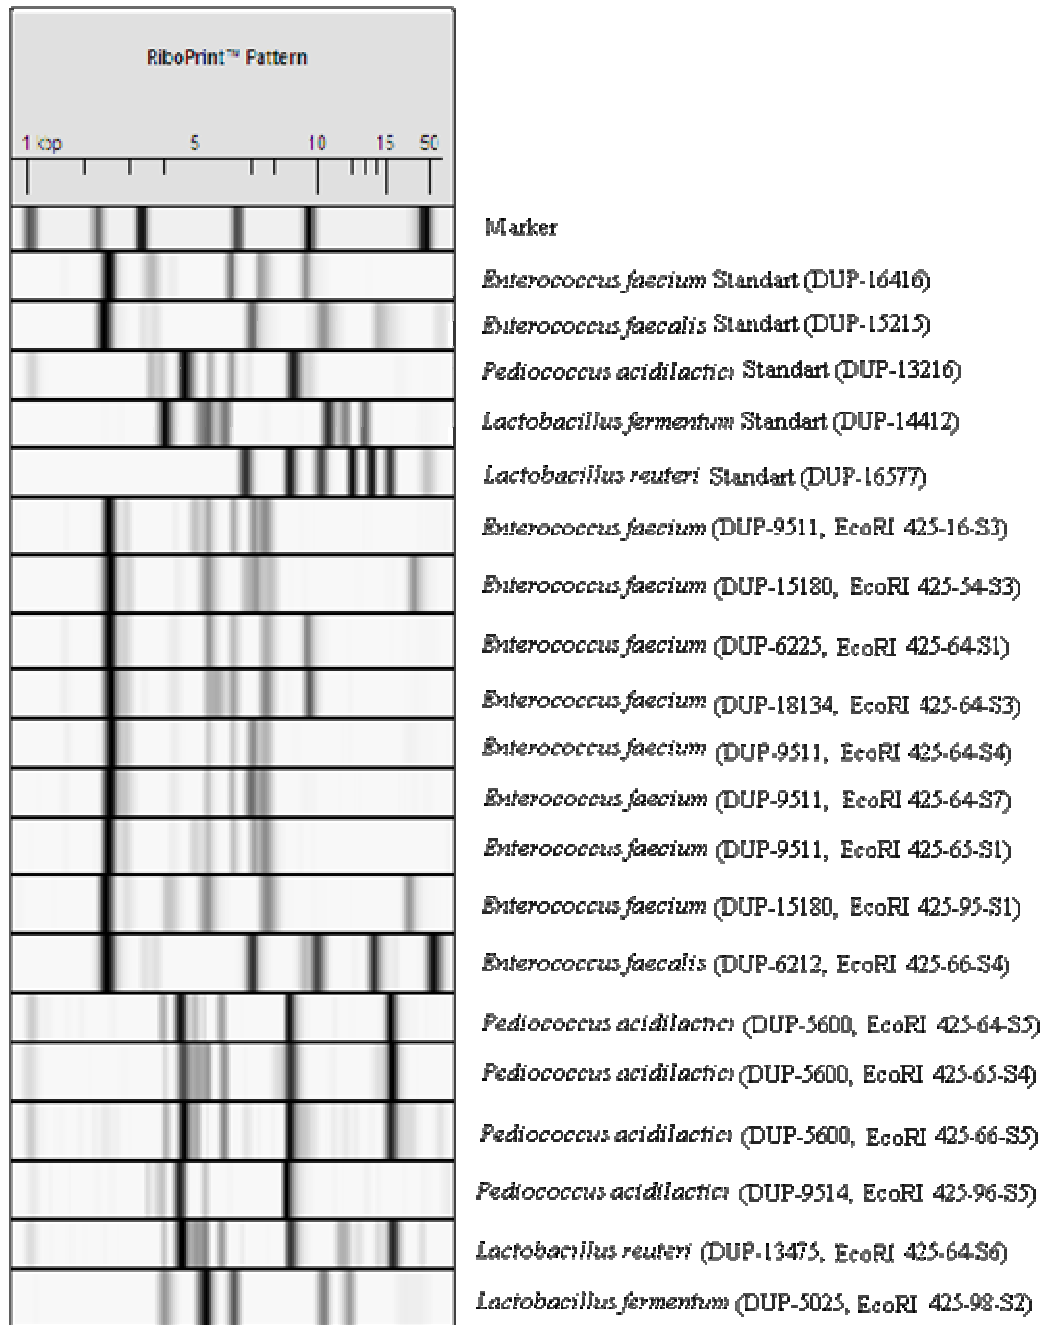 RiboPrint™ Pattern
1 kbp 5 10 15 50
Marker
Enterococcus faecium Standart (DUP-16416)
Enterococcus faecalis Standart (DUP-15215)
Pediococcus acidilactici Standart (DUP-13216)
Lactobacillus fermentum Standart (DUP-14412)
Lactobacillus reuteri Standart (DUP-16577)
Enterococcus faecium (DUP-9511, EcoRI 425-16-S3)
Enterococcus faecium (DUP-15180, EcoRI 425-54-S3)
Enterococcus faecium (DUP-6225, EcoRI 425-64-S1)
Enterococcus faecium (DUP-18134, EcoRI 425-64-S3)
Enterococcus faecium (DUP-9511, EcoRI 425-64-S4)
Enterococcus faecium (DUP-9511, EcoRI 425-64-S7)
Enterococcus faecium (DUP-9511, EcoRI 425-65-S1)
Enterococcus faecium (DUP-15180, EcoRI 425-95-S1)
Enterococcus faecalis (DUP-6212, EcoRI 425-66-S4)
Pediococcus acidilactici (DUP-5600, EcoRI 425-64-S5)
Pediococcus acidilactici (DUP-5600, EcoRI 425-65-S4)
Pediococcus acidilactici (DUP-5600, EcoRI 425-66-S5)
Pediococcus acidilactici (DUP-9514, EcoRI 425-96-S5)
Lactobacillus reuteri (DUP-13475, EcoRI 425-64-S6)
Lactobacillus fermentum (DUP-5025, EcoRI 425-98-S2)